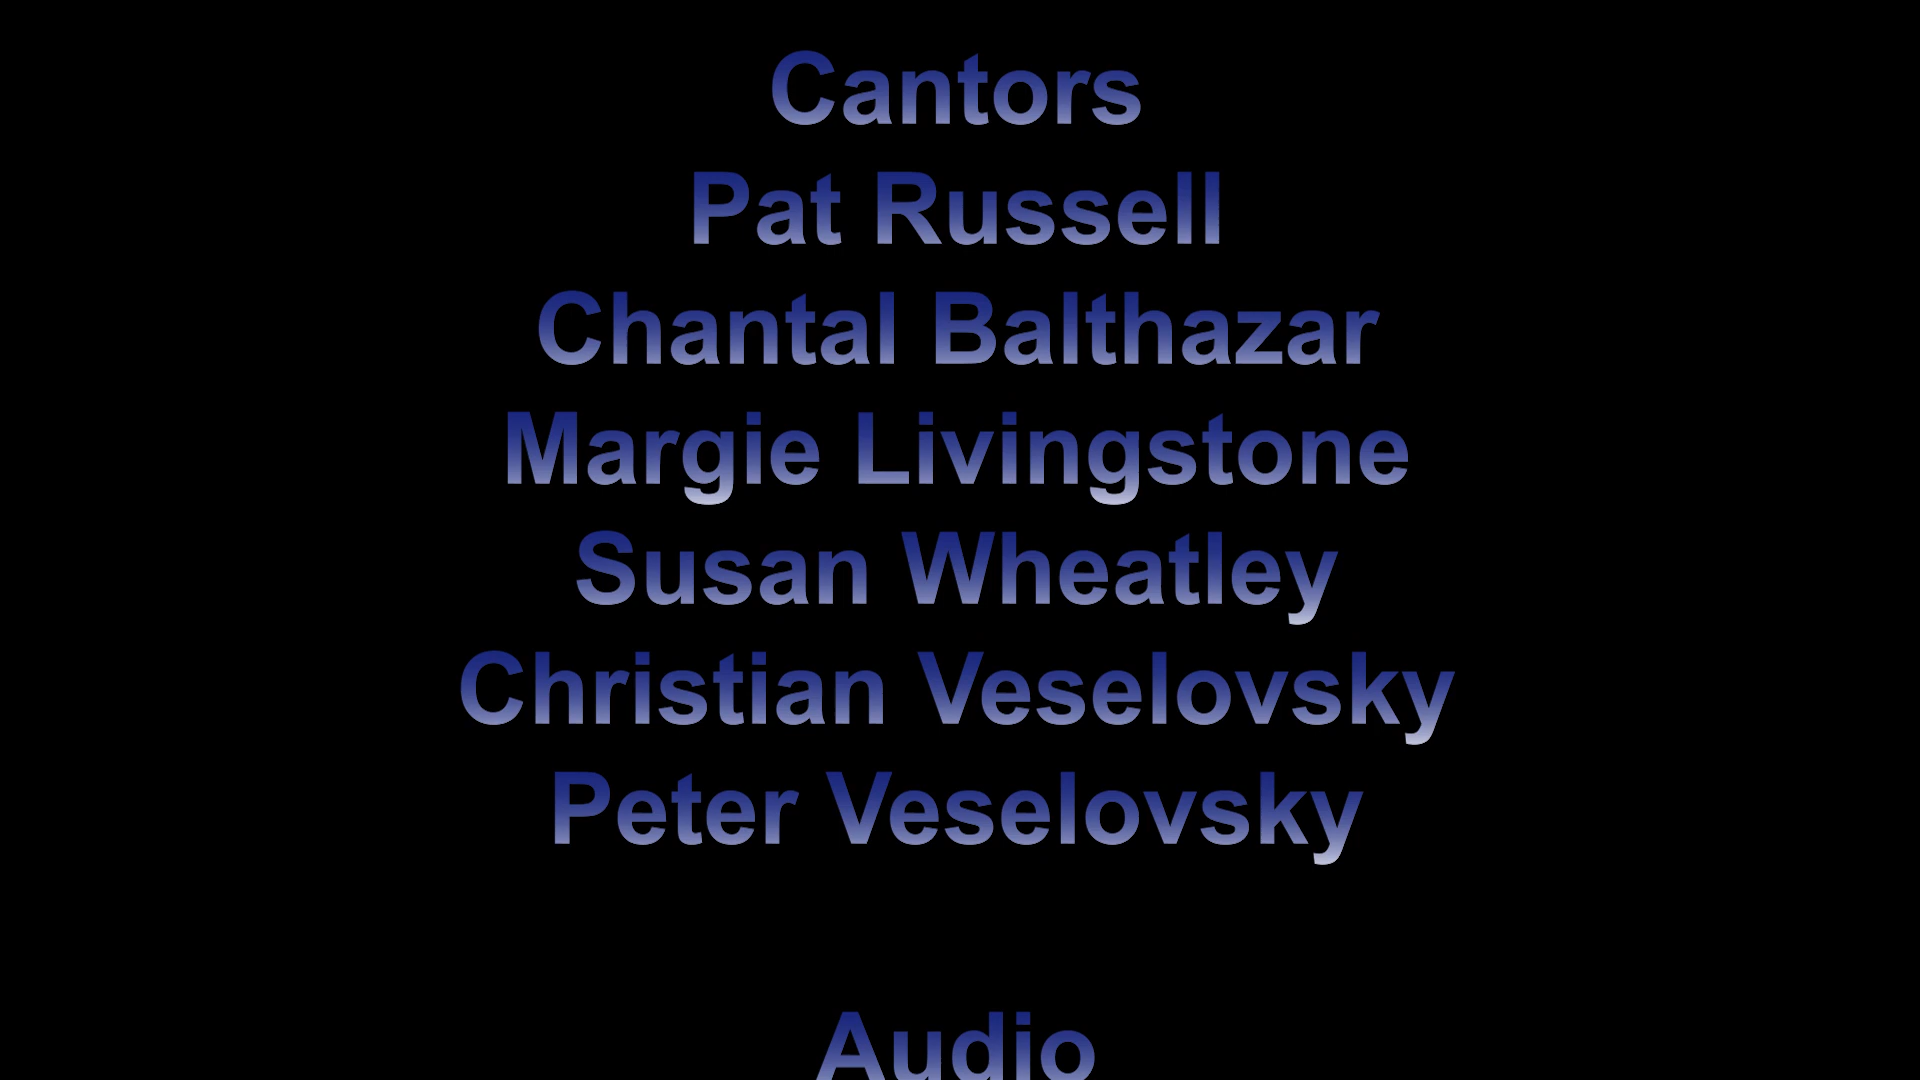 Cantors
Pat Russell
Chantal Balthazar
Margie Livingstone
Susan Wheatley
Christian Veselovsky
Peter Veselovsky
Audio